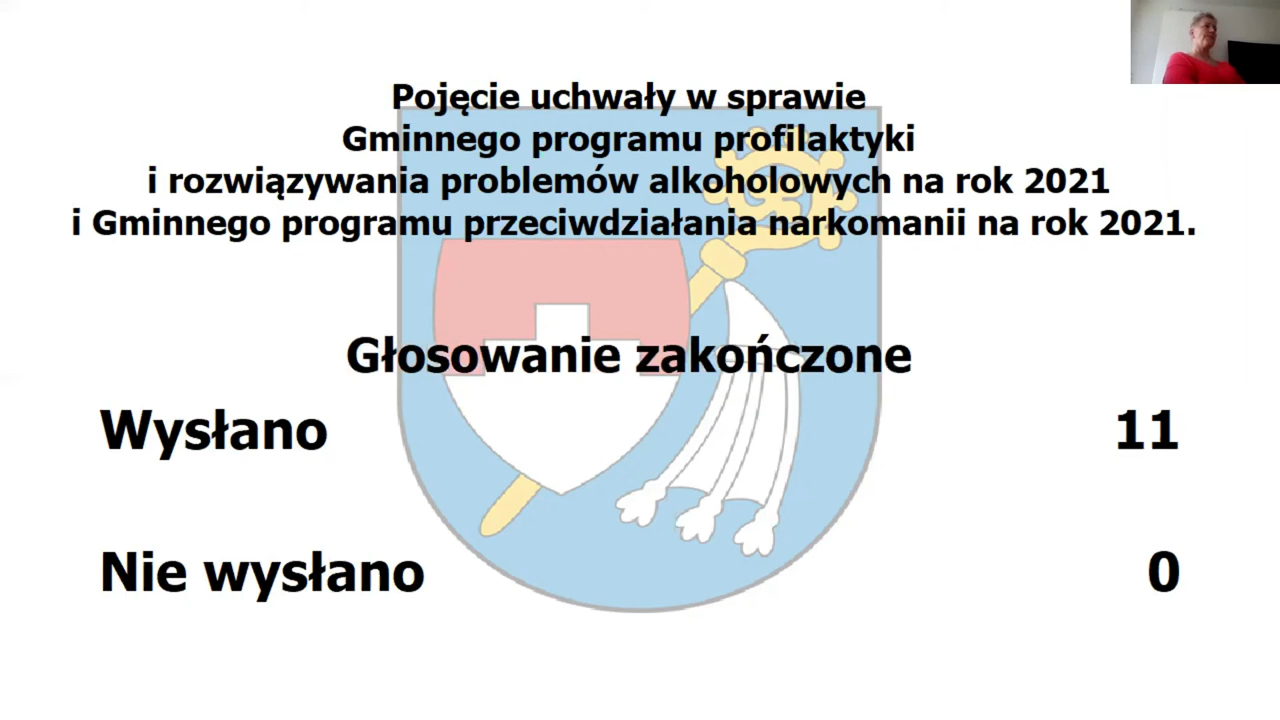 Pojęcie uchwały w sprawie
Gminnego programu profilaktyki
i rozwiązywania problemów alkoholowych na rok 2021
i Gminnego programu przeciwdziałania narkomanii na rok 2021.
Głosowanie zakończone
Wysłano 11
Nie wysłano 0